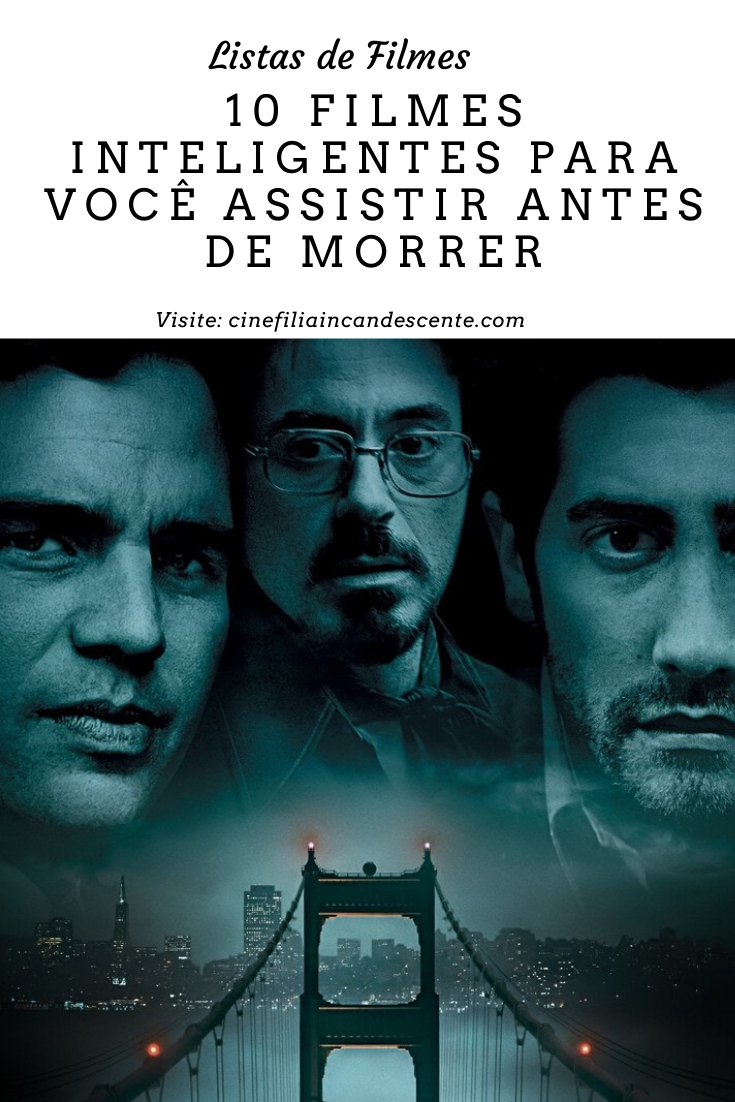 Listas de Filmes
10 FILMES
INTELIGENTES PARA
VOCÊ ASSISTIR ANTES
DE MORRER
Visite: cinefiliaincandescente.com